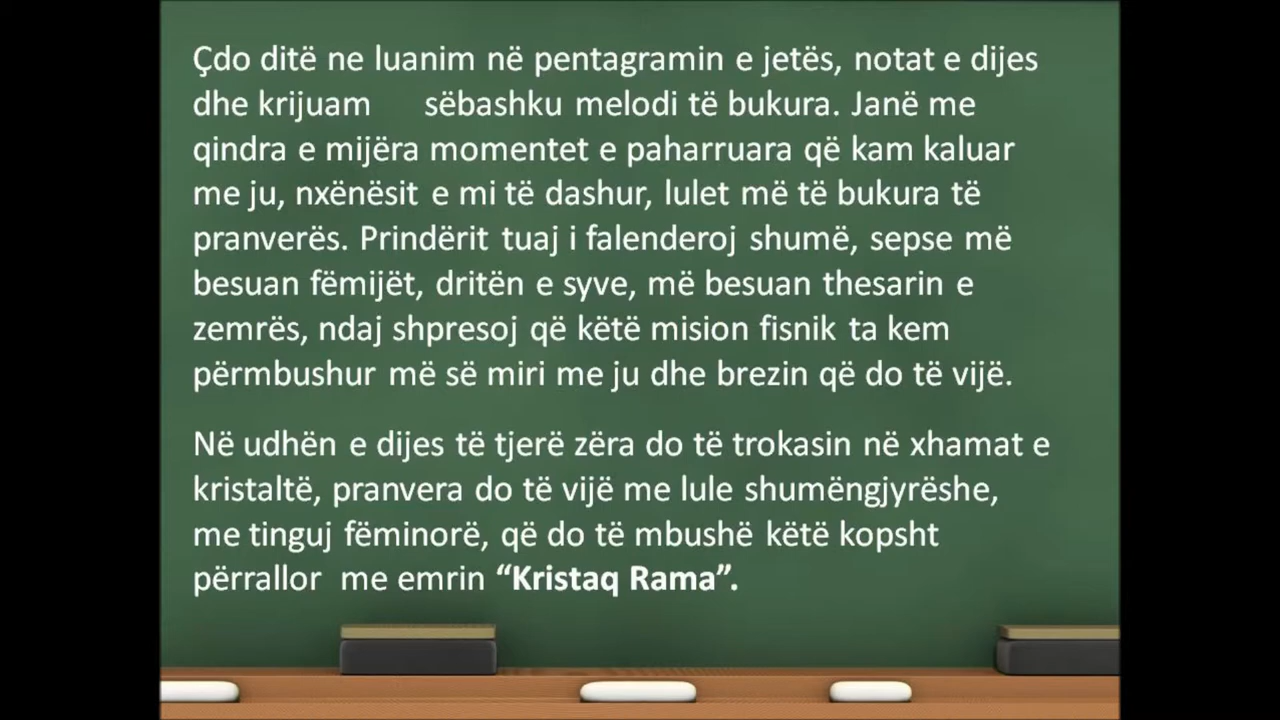 Çdo ditë ne luanim në pentagramin e jetës, notat e dijes
dhe krijuam sëbashku melodi të bukura. Janë me
qindra e mijëra momentet e paharruara që kam kaluar
me ju, nxënësit e mi të dashur, lulet më të bukura të
pranverës. Prindërit tuaj i falenderoj shumë, sepse më
besuan fëmijët, dritën e syve, më besuan thesarin e
zemrës, ndaj shpresoj që këtë mision fisnik ta kem
përmbushur më së miri me ju dhe brezin që do të vijë.
Në udhën e dijes të tjerë zëra do të trokasin në xhamat e
kristaltë, pranvera do të vijë me lule shumëngjyrëshe,
me tinguj fëminorë, që do të mbushë këtë kopsht
përrallor me emrin “Kristaq Rama”.